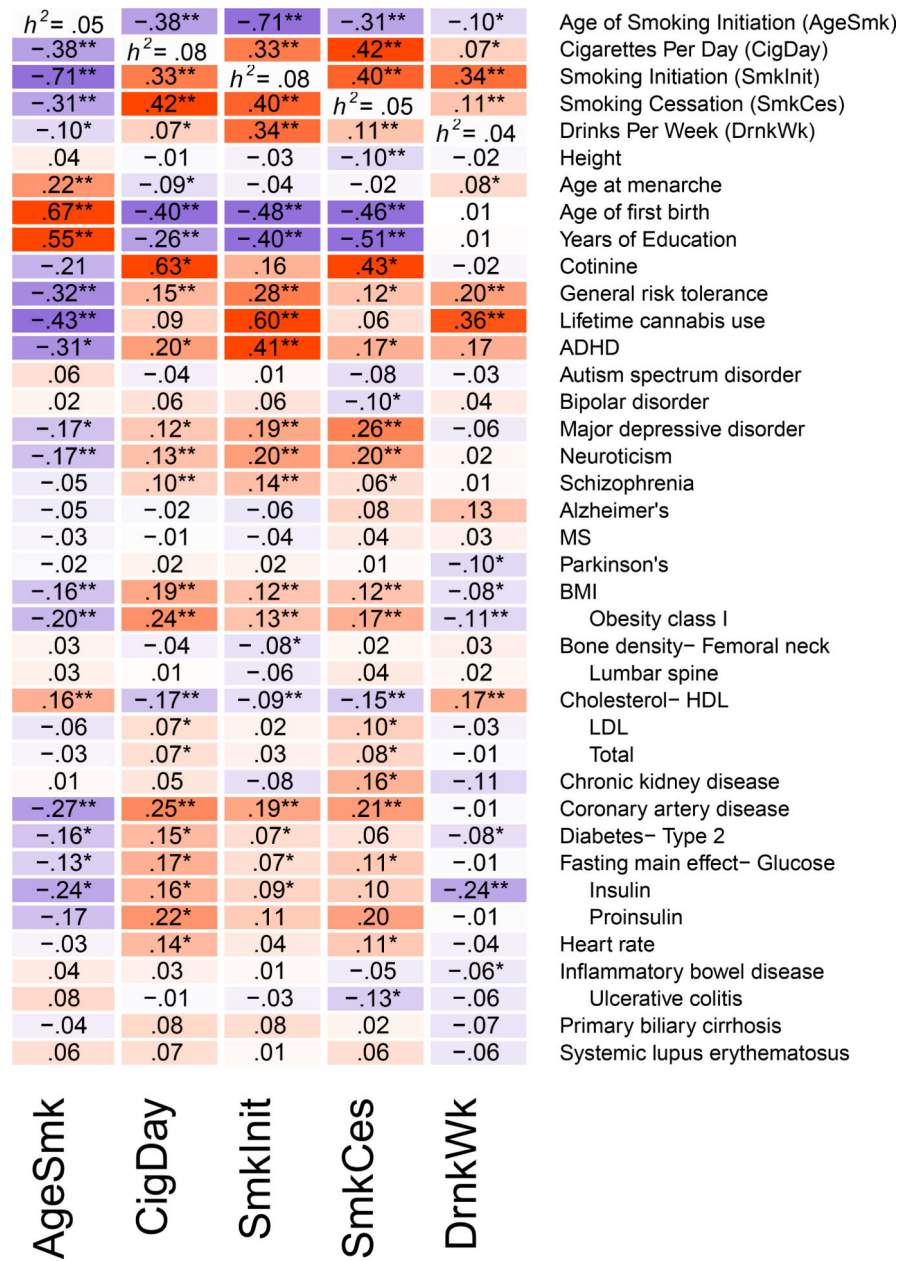 h² = .05 −.38** −.71** −.31** −.10* Age of Smoking Initiation (AgeSmk)
−.38** h² = .08 .33** .42** .07* Cigarettes Per Day (CigDay)
−.71** .33** h² = .08 .40** .34** Smoking Initiation (SmkInit)
−.31** .42** .40** h² = .05 .11** Smoking Cessation (SmkCes)
−.10* .07* .34** .11** h² = .04 Drinks Per Week (DrnkWk)
.04 −.01 −.03 −.10** −.02 Height
.22** −.09* −.04 −.02 .08* Age at menarche
.67** −.40** −.48** −.46** .01 Age of first birth
.55** −.26** −.40** −.51** .01 Years of Education
−.21 .63* .16 .43* −.02 Cotinine
−.32** .15** .28** .12* .20** General risk tolerance
−.43** .09 .60** .06 .36** Lifetime cannabis use
−.31* .20* .41** .17* .17 ADHD
.06 −.04 .01 −.08 −.03 Autism spectrum disorder
.02 .06 .06 −.10* .04 Bipolar disorder
−.17* .12* .19** .26** −.06 Major depressive disorder
−.17** .13** .20** .20** .02 Neuroticism
−.05 .10** .14** .06* .01 Schizophrenia
−.05 −.02 −.06 .08 .13 Alzheimer's
−.03 −.01 −.04 .04 .03 MS
−.02 .02 .02 .01 −.10* Parkinson's
−.16** .19** .12** .12** −.08* BMI
−.20** .24** .13** .17** −.11** Obesity class I
.03 −.04 − .08* .02 .03 Bone density− Femoral neck
.03 .01 −.06 .04 .02 Lumbar spine
.16** −.17** −.09** −.15** .17** Cholesterol− HDL
−.06 .07* .02 .10* −.03 LDL
−.03 .07* .03 .08* −.01 Total
.01 .05 −.08 .16* −.11 Chronic kidney disease
−.27** .25** .19** .21** −.01 Coronary artery disease
−.16* .15* .07* .06 −.08* Diabetes− Type 2
−.13* .17* .07* .11* −.01 Fasting main effect− Glucose
−.24* .16* .09* .10 −.24** Insulin
−.17 .22* .11 .20 −.01 Proinsulin
−.03 .14* .04 .11* −.04 Heart rate
.04 .03 .01 −.05 −.06* Inflammatory bowel disease
.08 −.01 −.03 −.13* −.06 Ulcerative colitis
−.04 .08 .08 .02 −.07 Primary biliary cirrhosis
.06 .07 .01 .06 −.06 Systemic lupus erythematosus
AgeSmk CigDay SmkInit SmkCes DrnkWk